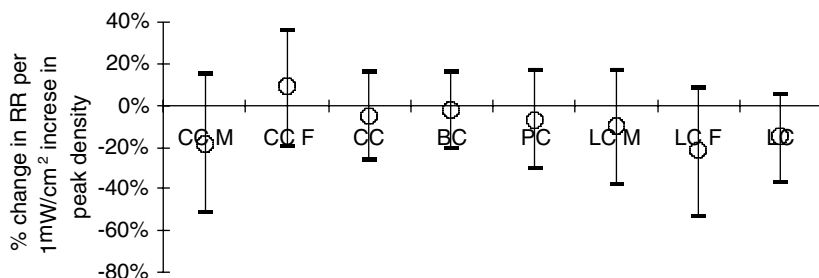 % change in RR per
1mW/cm² increase in
peak density
40%
20%
0%
-20%
-40%
-60%
-80%
CC M CC F CC BC PC LC M LC F LC